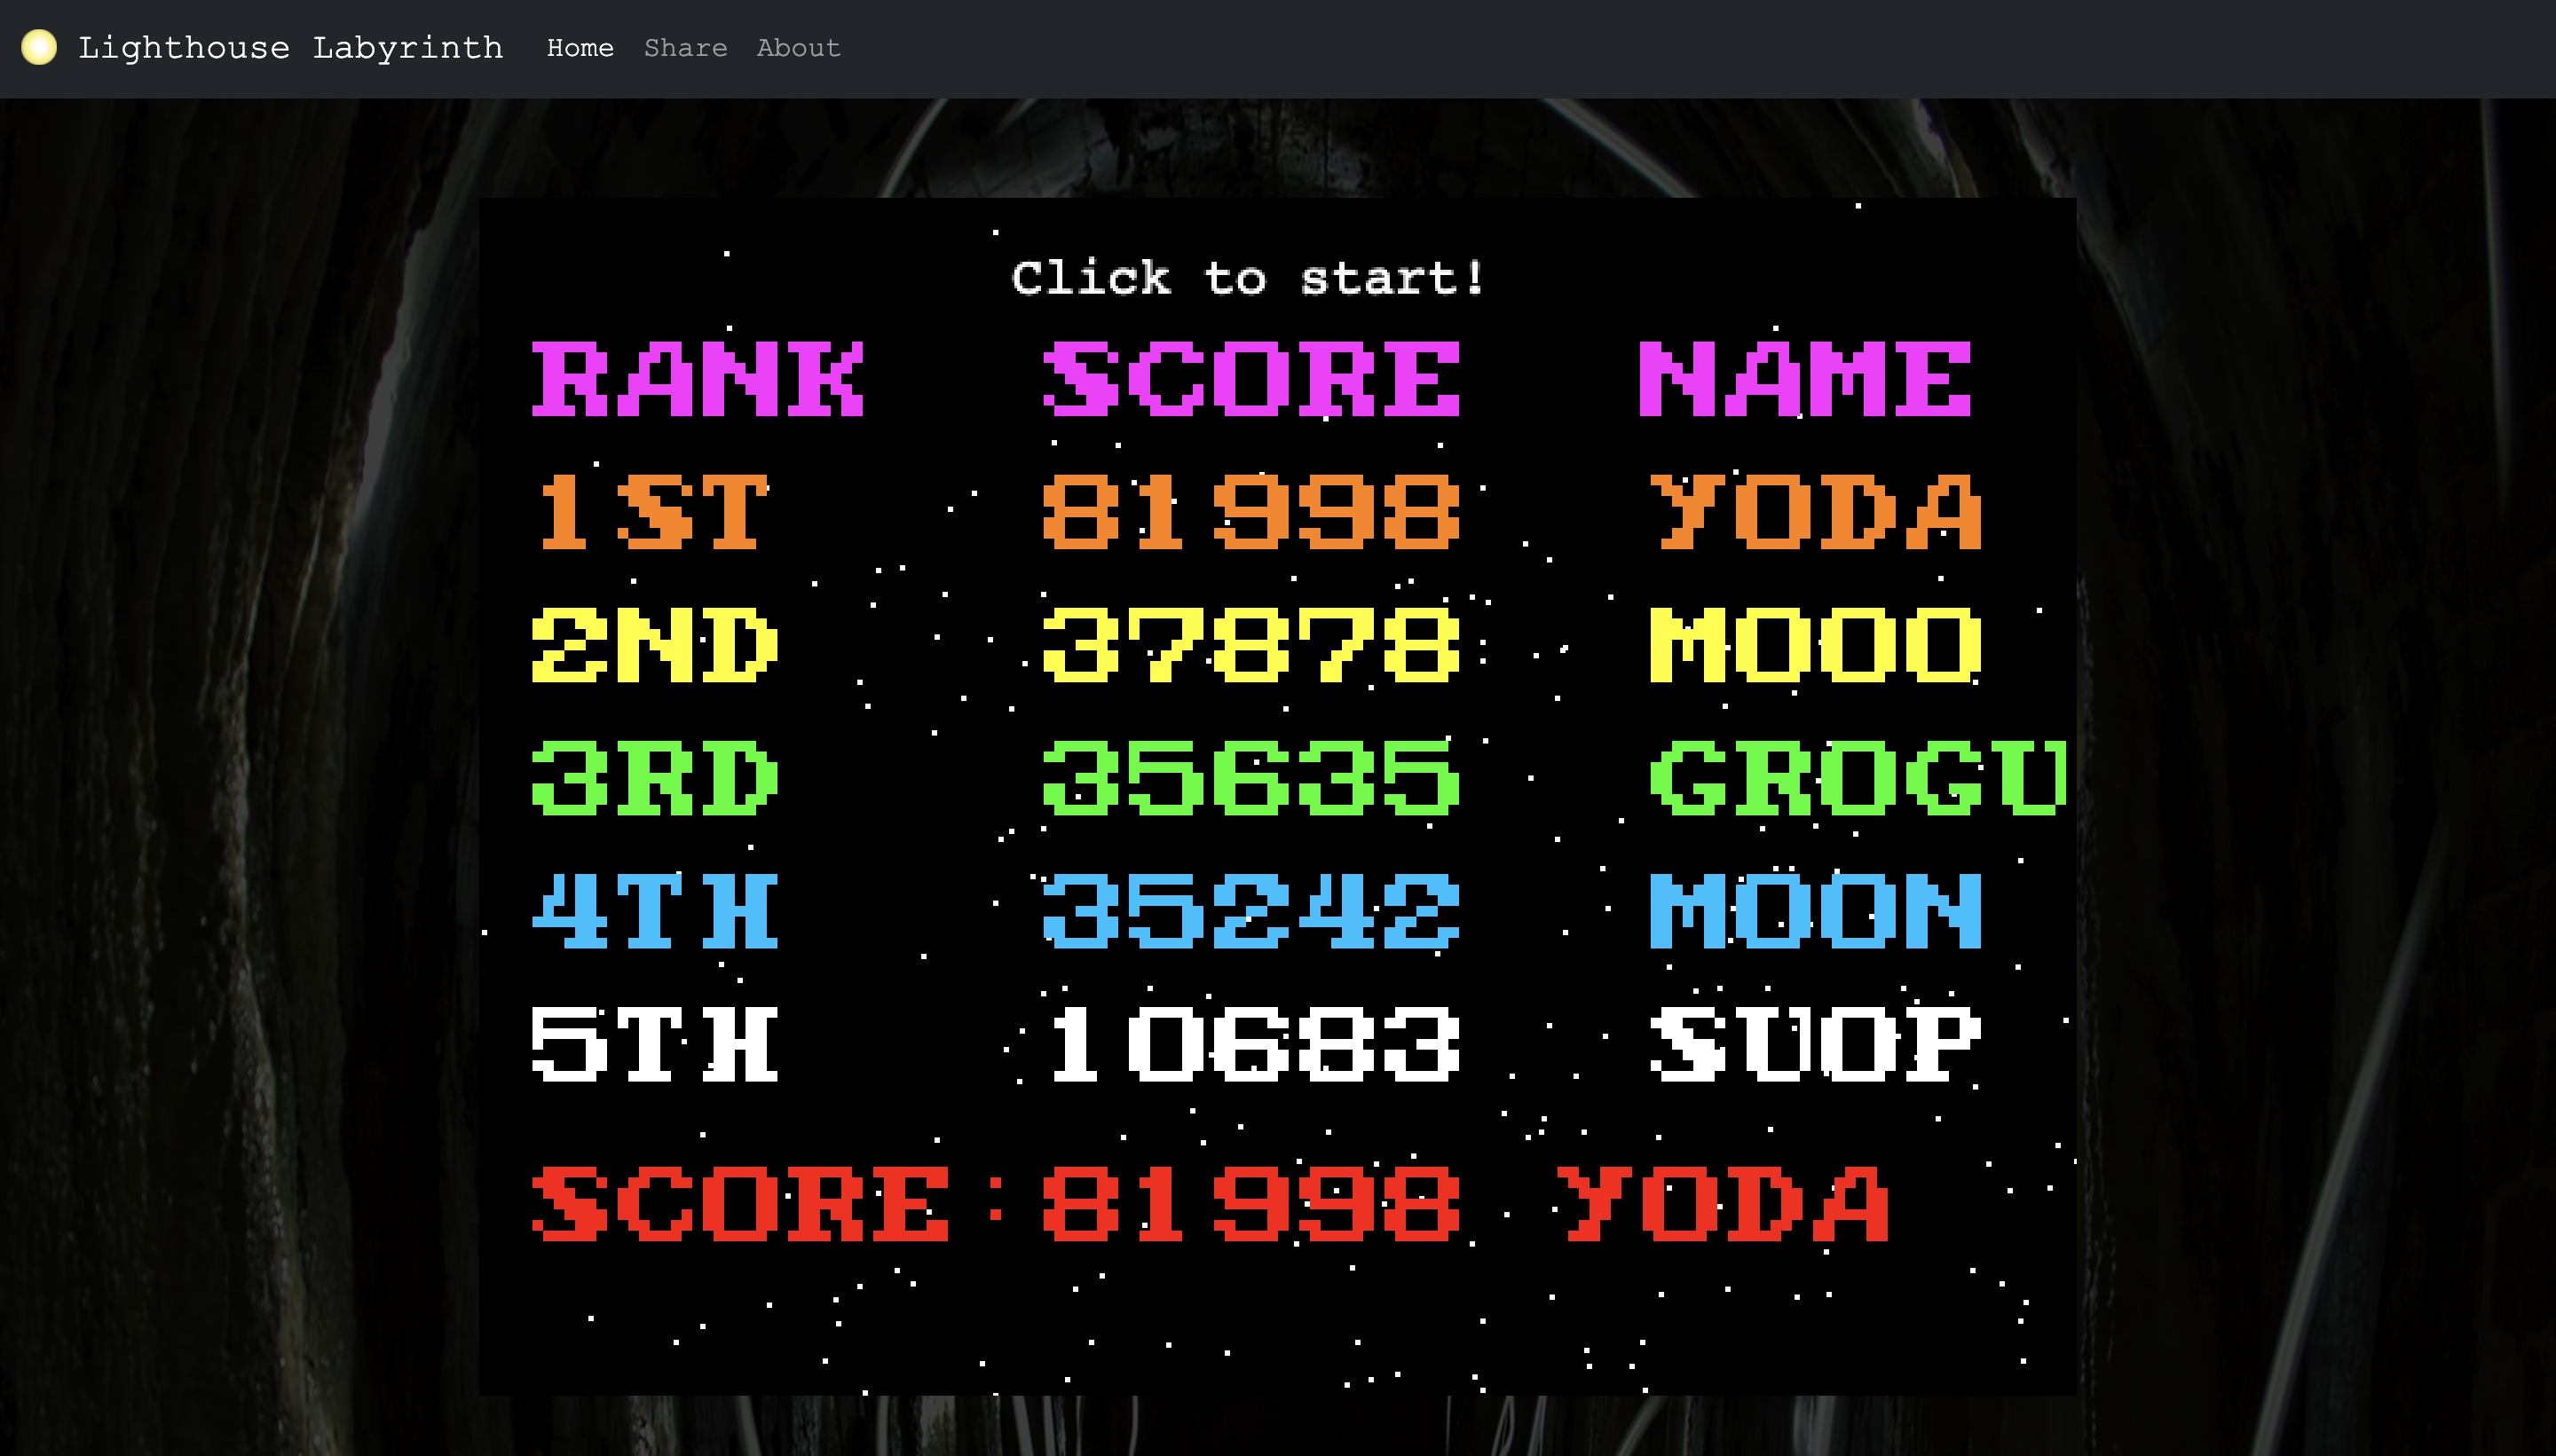 Lighthouse Labyrinth Home Share About
Click to start!
RANK SCORE NAME
1ST 81998 YODA
2ND 37878 MOOO
3RD 35635 GROGU
4TH 35242 MOON
5TH 10683 SUOP
SCORE:81998 YODA